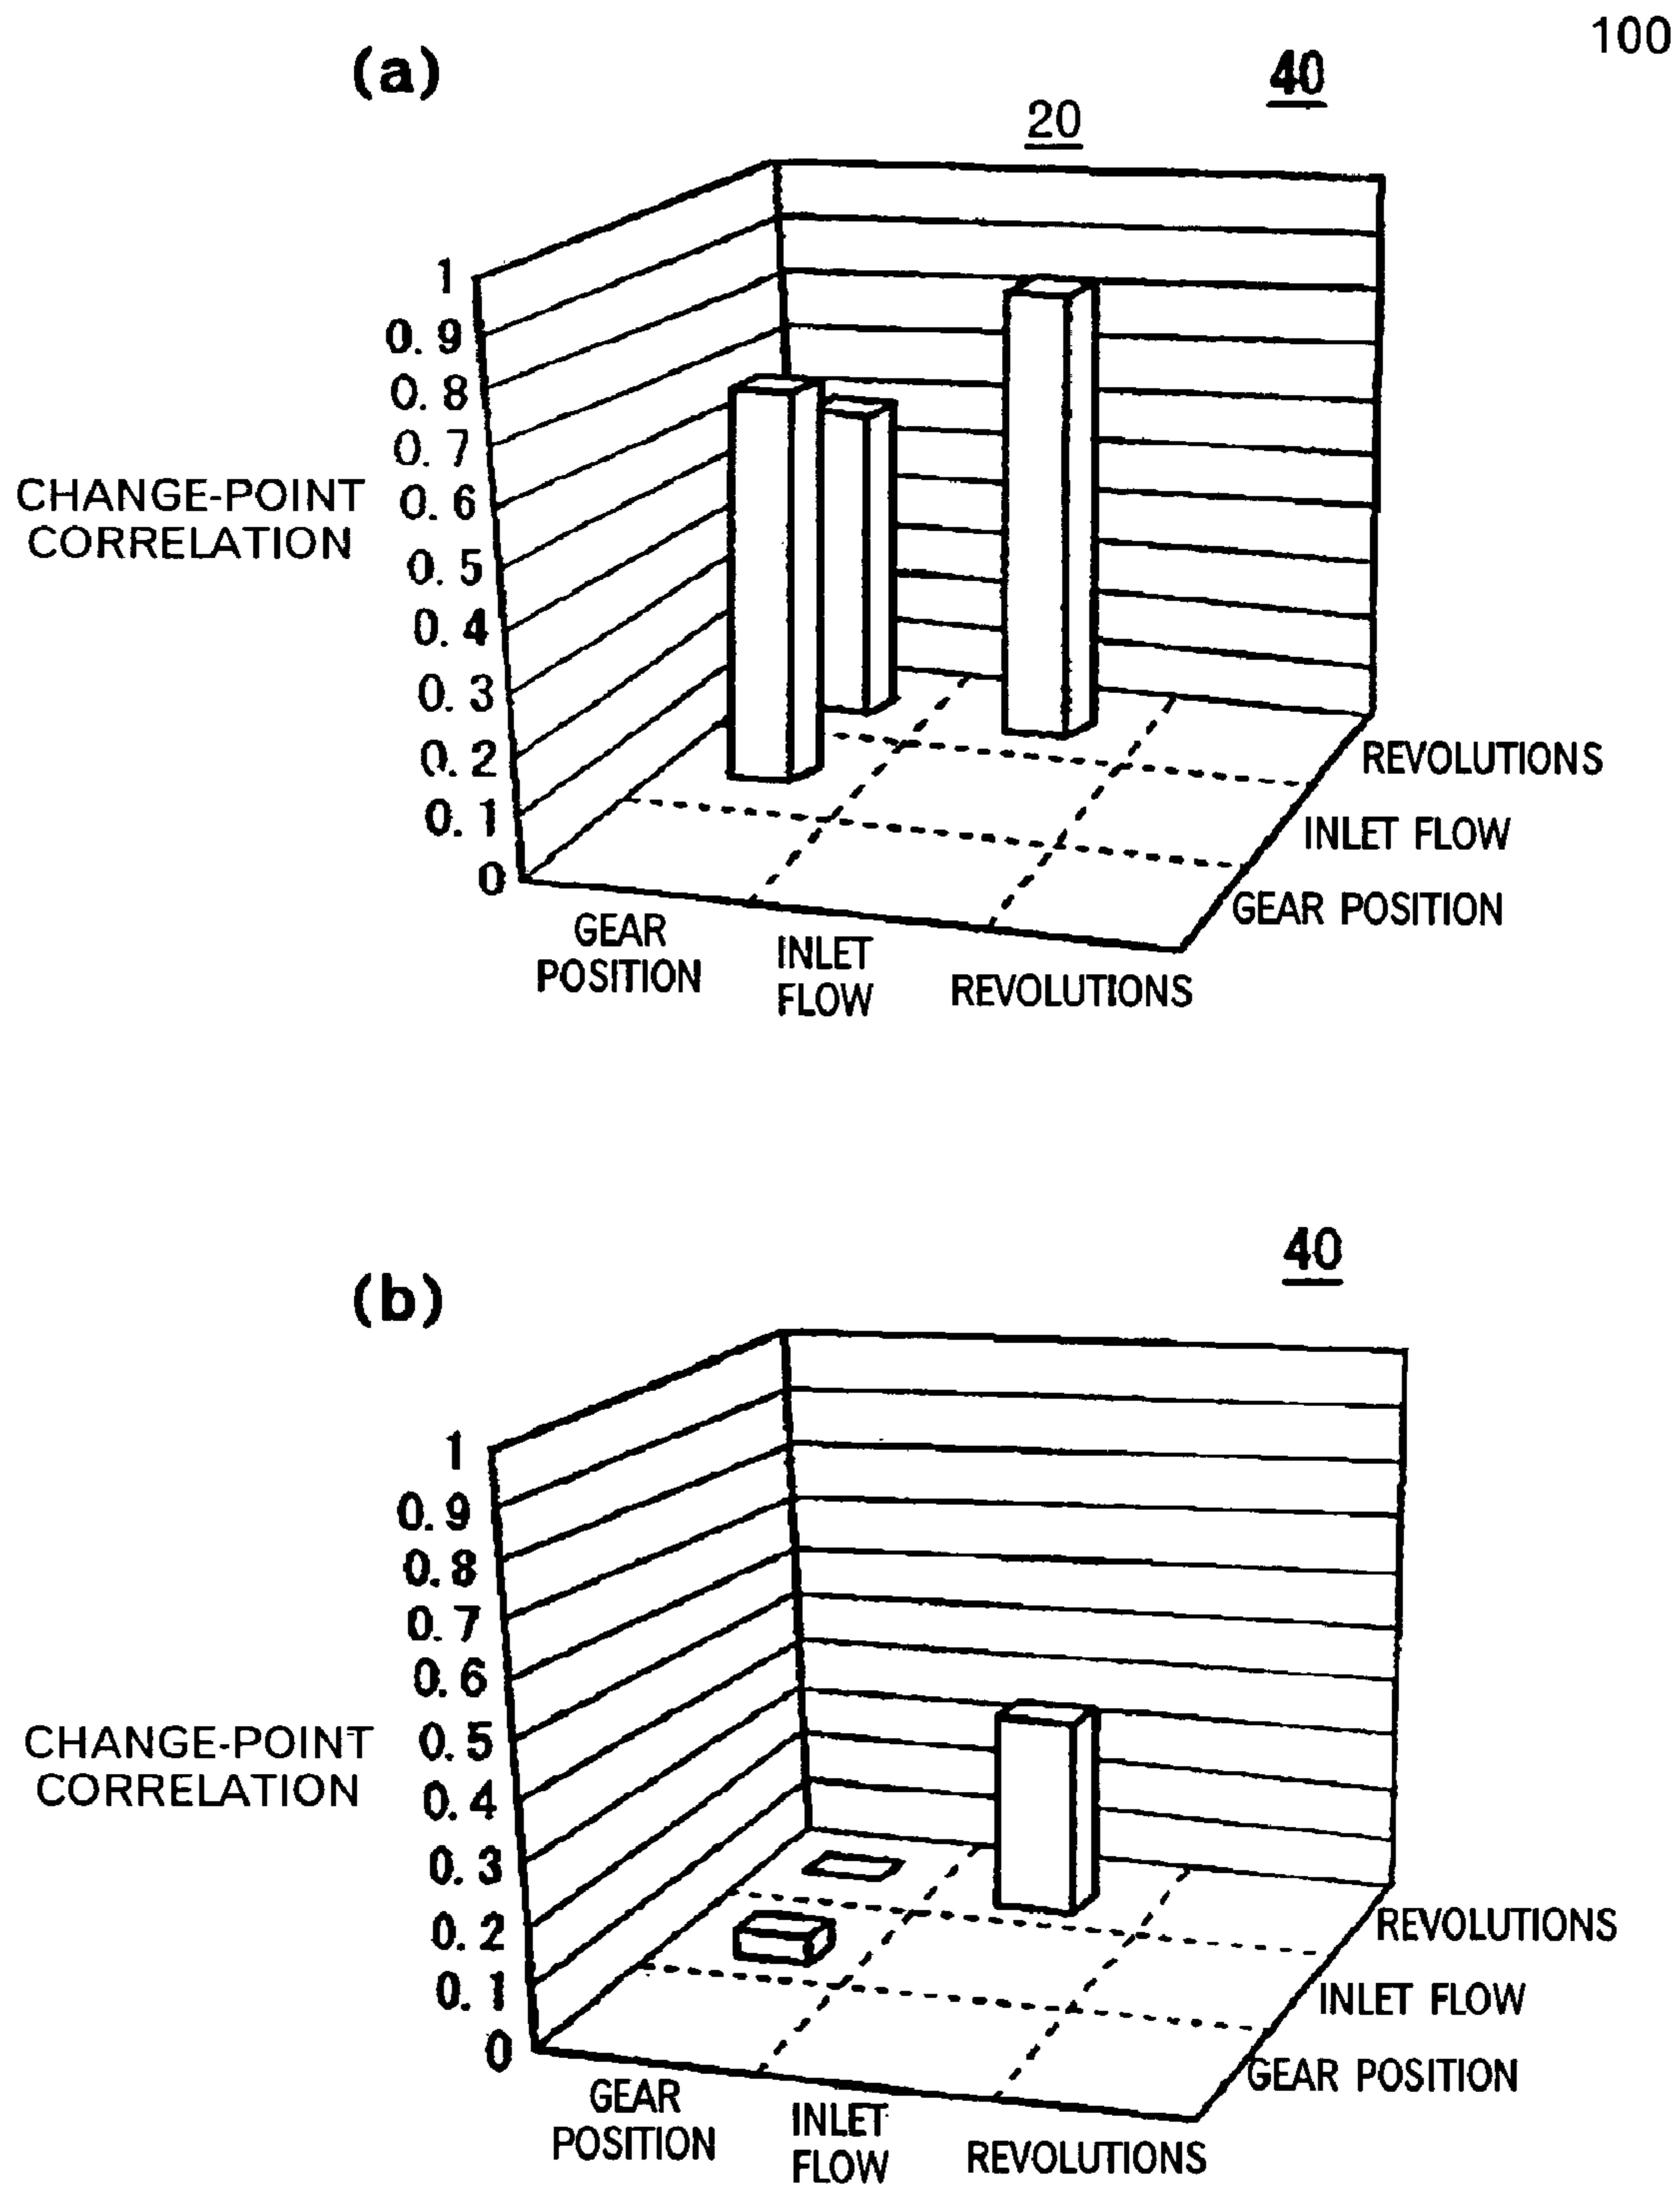 100
(a)
40
20
1
0.9
0.8
0.7
0.6
0.5
0.4
0.3
0.2
0.1
0
CHANGE-POINT
CORRELATION
REVOLUTIONS
INLET FLOW
GEAR POSITION
GEAR
POSITION
INLET
FLOW
REVOLUTIONS
40
(b)
1
0.9
0.8
0.7
0.6
0.5
0.4
0.3
0.2
0.1
0
CHANGE-POINT
CORRELATION
REVOLUTIONS
INLET FLOW
GEAR POSITION
GEAR
POSITION
INLET
FLOW
REVOLUTIONS